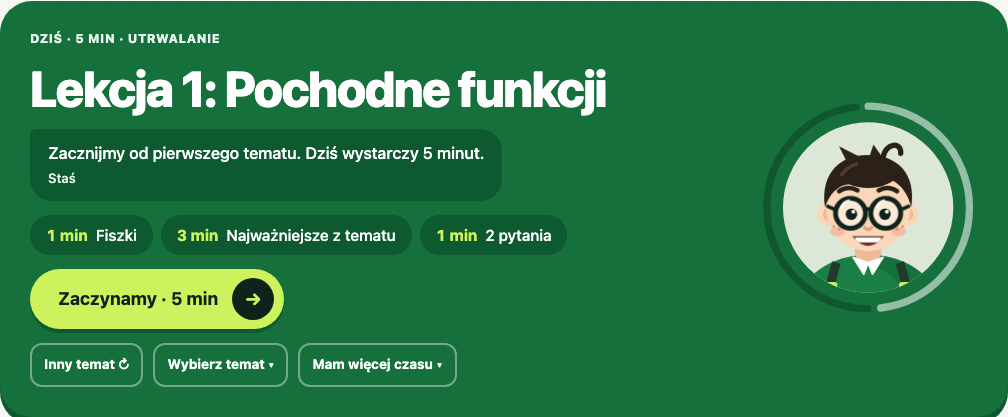 DZIŚ · 5 MIN · UTRWALANIE
Lekcja 1: Pochodne funkcji
Zacznijmy od pierwszego tematu. Dziś wystarczy 5 minut.
Staś
1 min Fiszki 3 min Najważniejsze z tematu 1 min 2 pytania
Zaczynamy · 5 min →
Inny temat ↻ Wybierz temat ▾ Mam więcej czasu ▾